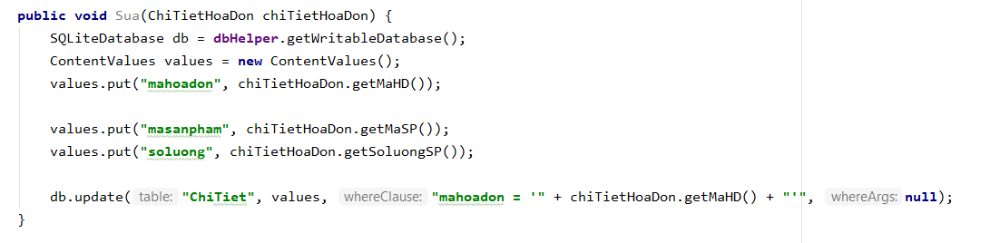 public void Sua(ChiTietHoaDon chiTietHoaDon) {
SQLiteDatabase db = dbHelper.getWritableDatabase();
ContentValues values = new ContentValues();
values.put("mahoadon", chiTietHoaDon.getMaHD());
values.put("masanpham", chiTietHoaDon.getMaSP());
values.put("soluong", chiTietHoaDon.getSoluongSP());
db.update( table: "ChiTiet", values, whereClause: "mahoadon = '" + chiTietHoaDon.getMaHD() + "'", whereArgs: null);
}